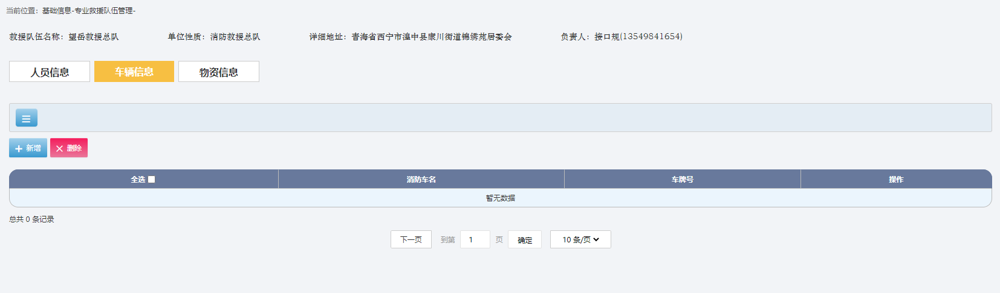 当前位置：基础信息-专业救援队伍管理-
救援队伍名称：望岳救援总队 单位性质：消防救援总队 详细地址：青海省西宁市湟中县康川街道锦绣苑居委会 负责人：接口规(13549841654)
人员信息 车辆信息 物资信息
新增 删除
全选 消防车名 车牌号 操作
暂无数据
总共 0 条记录
下一页 到第 1 页 确定 10 条/页